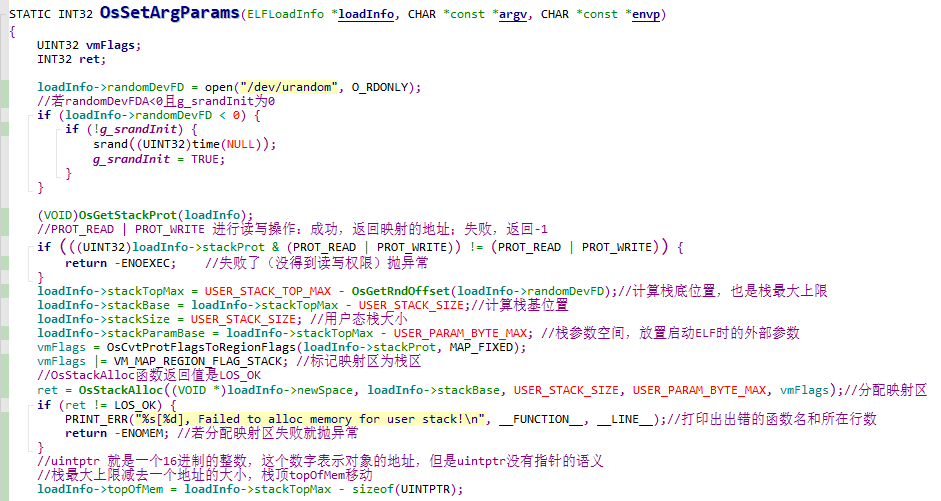 STATIC INT32 OsSetArgParams(ELFLoadInfo *loadInfo, CHAR *const *argv, CHAR *const *envp)
{
    UINT32 vmFlags;
    INT32 ret;

    loadInfo->randomDevFD = open("/dev/urandom", O_RDONLY);
    //若randomDevFDA<0且g_srandInit为0
    if (loadInfo->randomDevFD < 0) {
        if (!g_srandInit) {
            srand((UINT32)time(NULL));
            g_srandInit = TRUE;
        }
    }

    (VOID)OsGetStackProt(loadInfo);
    //PROT_READ | PROT_WRITE 进行读写操作：成功，返回映射的地址；失败，返回-1
    if (((UINT32)loadInfo->stackProt & (PROT_READ | PROT_WRITE)) != (PROT_READ | PROT_WRITE)) {
        return -ENOEXEC;    //失败了（没得到读写权限）抛异常
    }
    loadInfo->stackTopMax = USER_STACK_TOP_MAX - OsGetRndOffset(loadInfo->randomDevFD);//计算栈底位置，也是栈最大上限
    loadInfo->stackBase = loadInfo->stackTopMax - USER_STACK_SIZE;//计算栈基位置
    loadInfo->stackSize = USER_STACK_SIZE; //用户态栈大小
    loadInfo->stackParamBase = loadInfo->stackTopMax - USER_PARAM_BYTE_MAX; //栈参数空间，放置启动ELF时的外部参数
    vmFlags = OsCvtProtFlagsToRegionFlags(loadInfo->stackProt, MAP_FIXED);
    vmFlags |= VM_MAP_REGION_FLAG_STACK; //标记映射区为栈区
    //OsStackAlloc函数返回值是LOS_OK
    ret = OsStackAlloc((VOID *)loadInfo->newSpace, loadInfo->stackBase, USER_STACK_SIZE, USER_PARAM_BYTE_MAX, vmFlags);//分配映射区
    if (ret != LOS_OK) {
        PRINT_ERR("%s[%d], Failed to alloc memory for user stack!\n", __FUNCTION__, __LINE__);//打印出出错的函数名和所在行数
        return -ENOMEM; //若分配映射区失败就抛异常
    }
    //uintptr 就是一个16进制的整数，这个数字表示对象的地址，但是uintptr没有指针的语义
    //栈最大上限减去一个地址的大小，栈顶topOfMem移动
    loadInfo->topOfMem = loadInfo->stackTopMax - sizeof(UINTPTR);